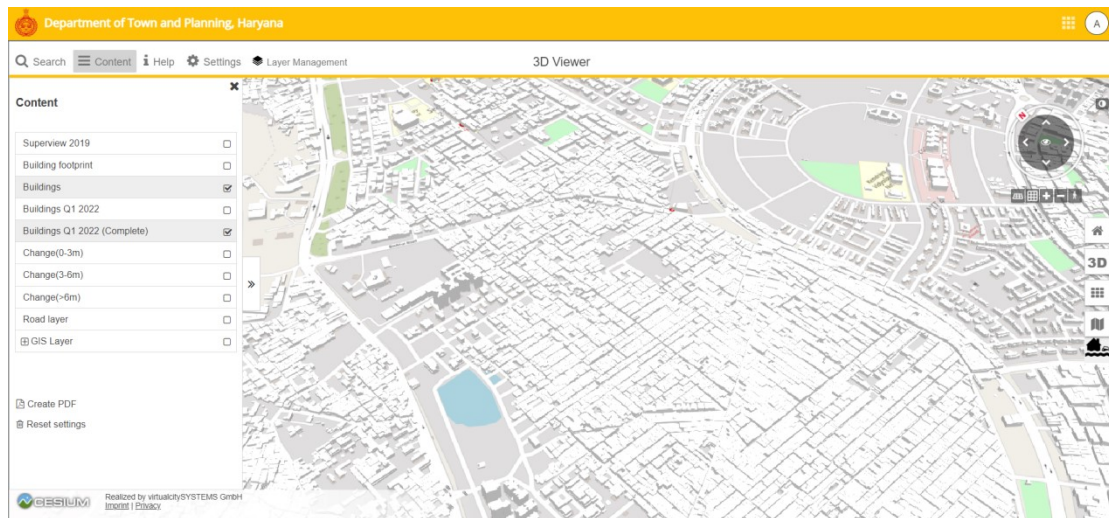 Department of Town and Planning, Haryana
A
Search Content Help Settings Layer Management
3D Viewer
Content
Superview 2019
Building footprint
Buildings
Buildings Q1 2022
Buildings Q1 2022 (Complete)
Change(0-3m)
Change(3-6m)
Change(>6m)
Road layer
GIS Layer
Create PDF
Reset settings
N
3D
CESIUM
Realized by virtualcitySYSTEMS GmbH
Imprint | Privacy